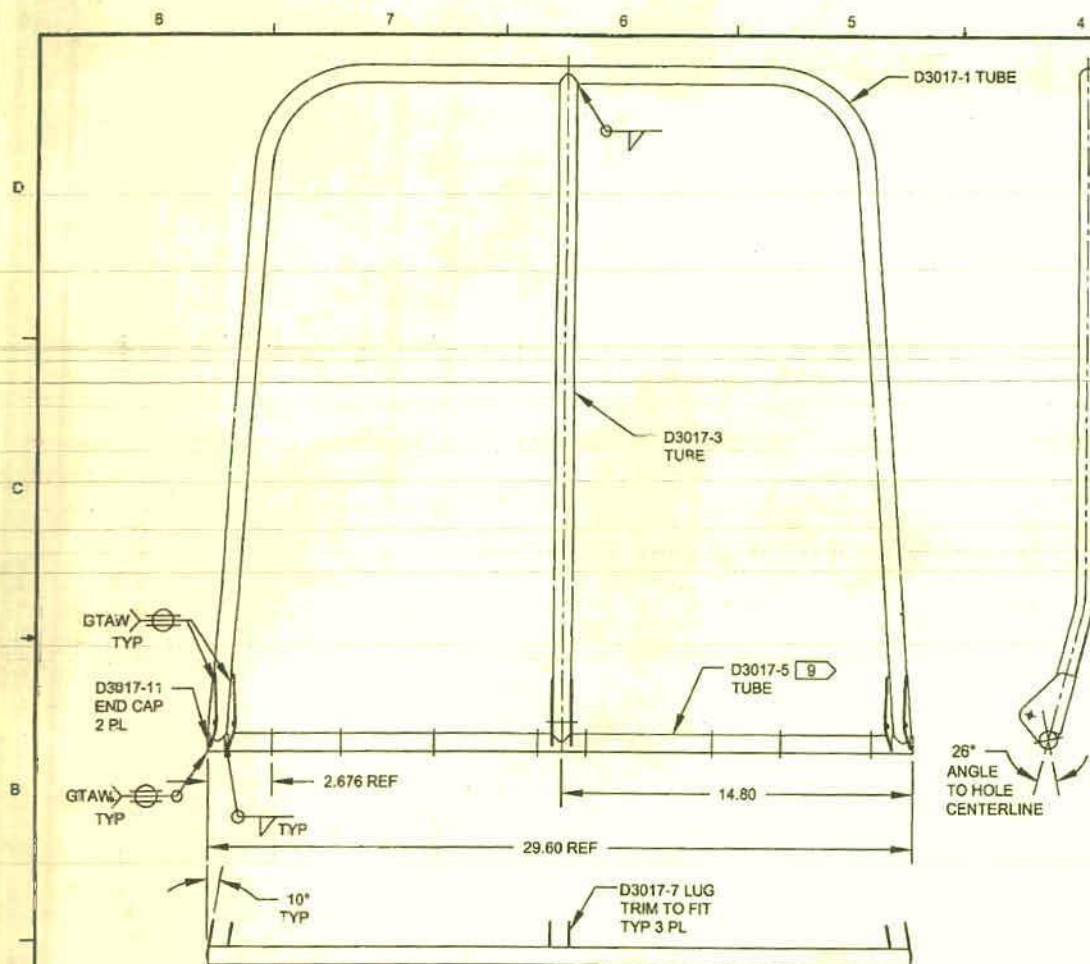 8 7 6 5 4
D3017-1 TUBE
D
D3017-3
TUBE
C
GTAW
TYP
D3017-5 9
TUBE
D3017-11
END CAP
2 PL
26°
ANGLE
TO HOLE
CENTERLINE
B
2.676 REF
14.80
GTAW
TYP
TYP
29.60 REF
10°
TYP
D3017-7 LUG
TRIM TO FIT
TYP 3 PL